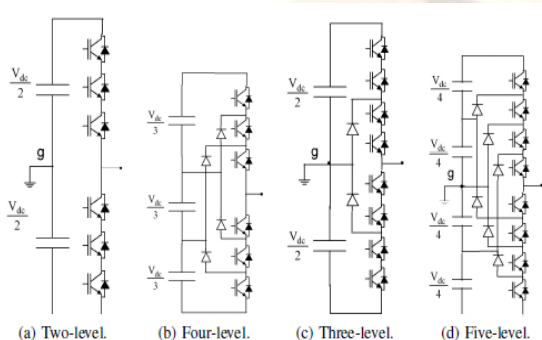 V_dc/2
g
V_dc/2
(a) Two-level.
V_dc/3
V_dc/3
V_dc/3
(b) Four-level.
V_dc/2
g
V_dc/2
(c) Three-level.
V_dc/4
V_dc/4
g
V_dc/4
V_dc/4
(d) Five-level.